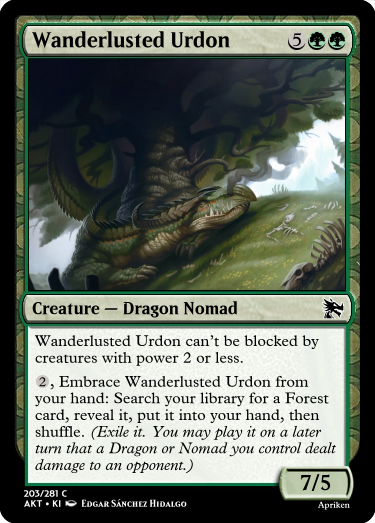 Wanderlusted Urdon 5
Creature — Dragon Nomad
Wanderlusted Urdon can't be blocked by
creatures with power 2 or less.
2, Embrace Wanderlusted Urdon from
your hand: Search your library for a Forest
card, reveal it, put it into your hand, then
shuffle. (Exile it. You may play it on a later
turn that a Dragon or Nomad you control dealt
damage to an opponent.)
7/5
203/281 C
AKT • KI Edgar Sánchez Hidalgo
Apriken